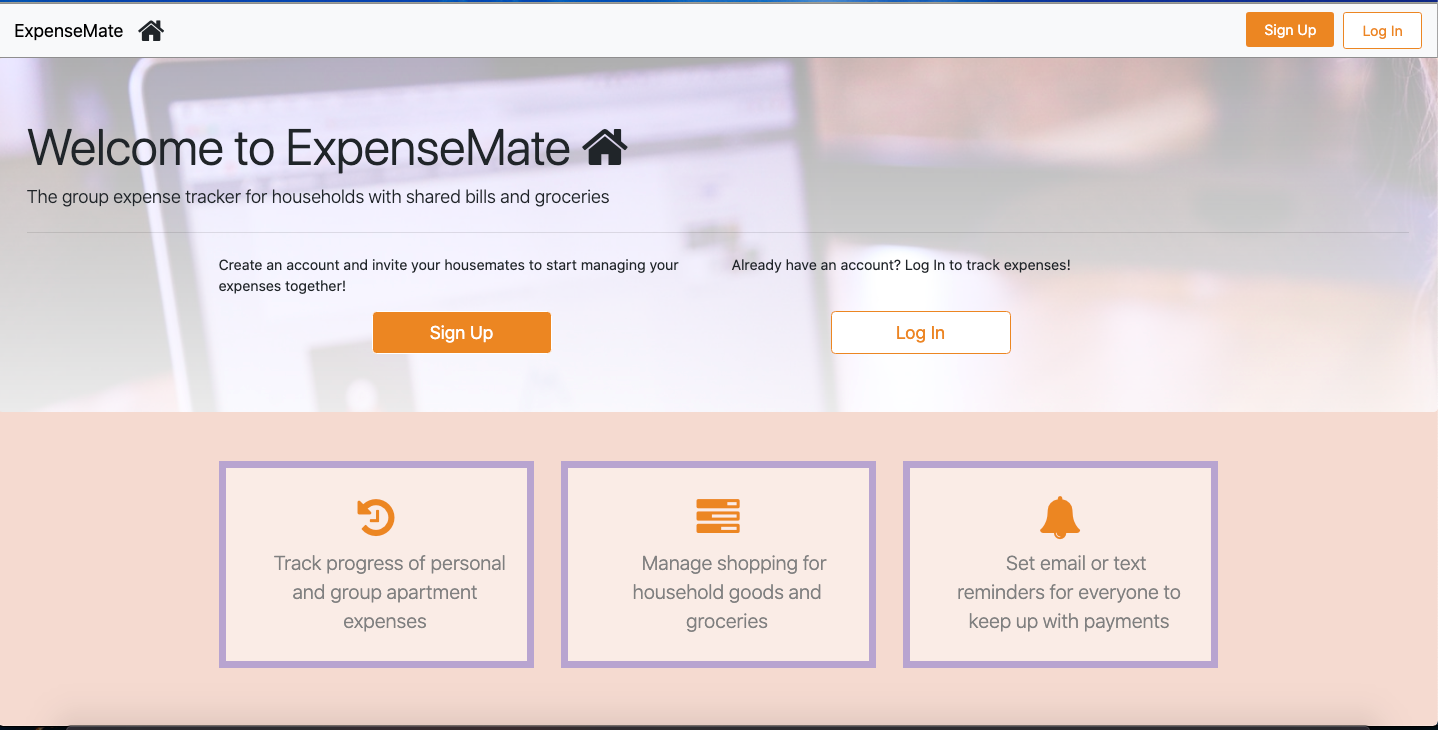 ExpenseMate
Sign Up
Log In
Welcome to ExpenseMate
The group expense tracker for households with shared bills and groceries
Create an account and invite your housemates to start managing your
expenses together!
Already have an account? Log In to track expenses!
Sign Up
Log In
Track progress of personal
and group apartment
expenses
Manage shopping for
household goods and
groceries
Set email or text
reminders for everyone to
keep up with payments